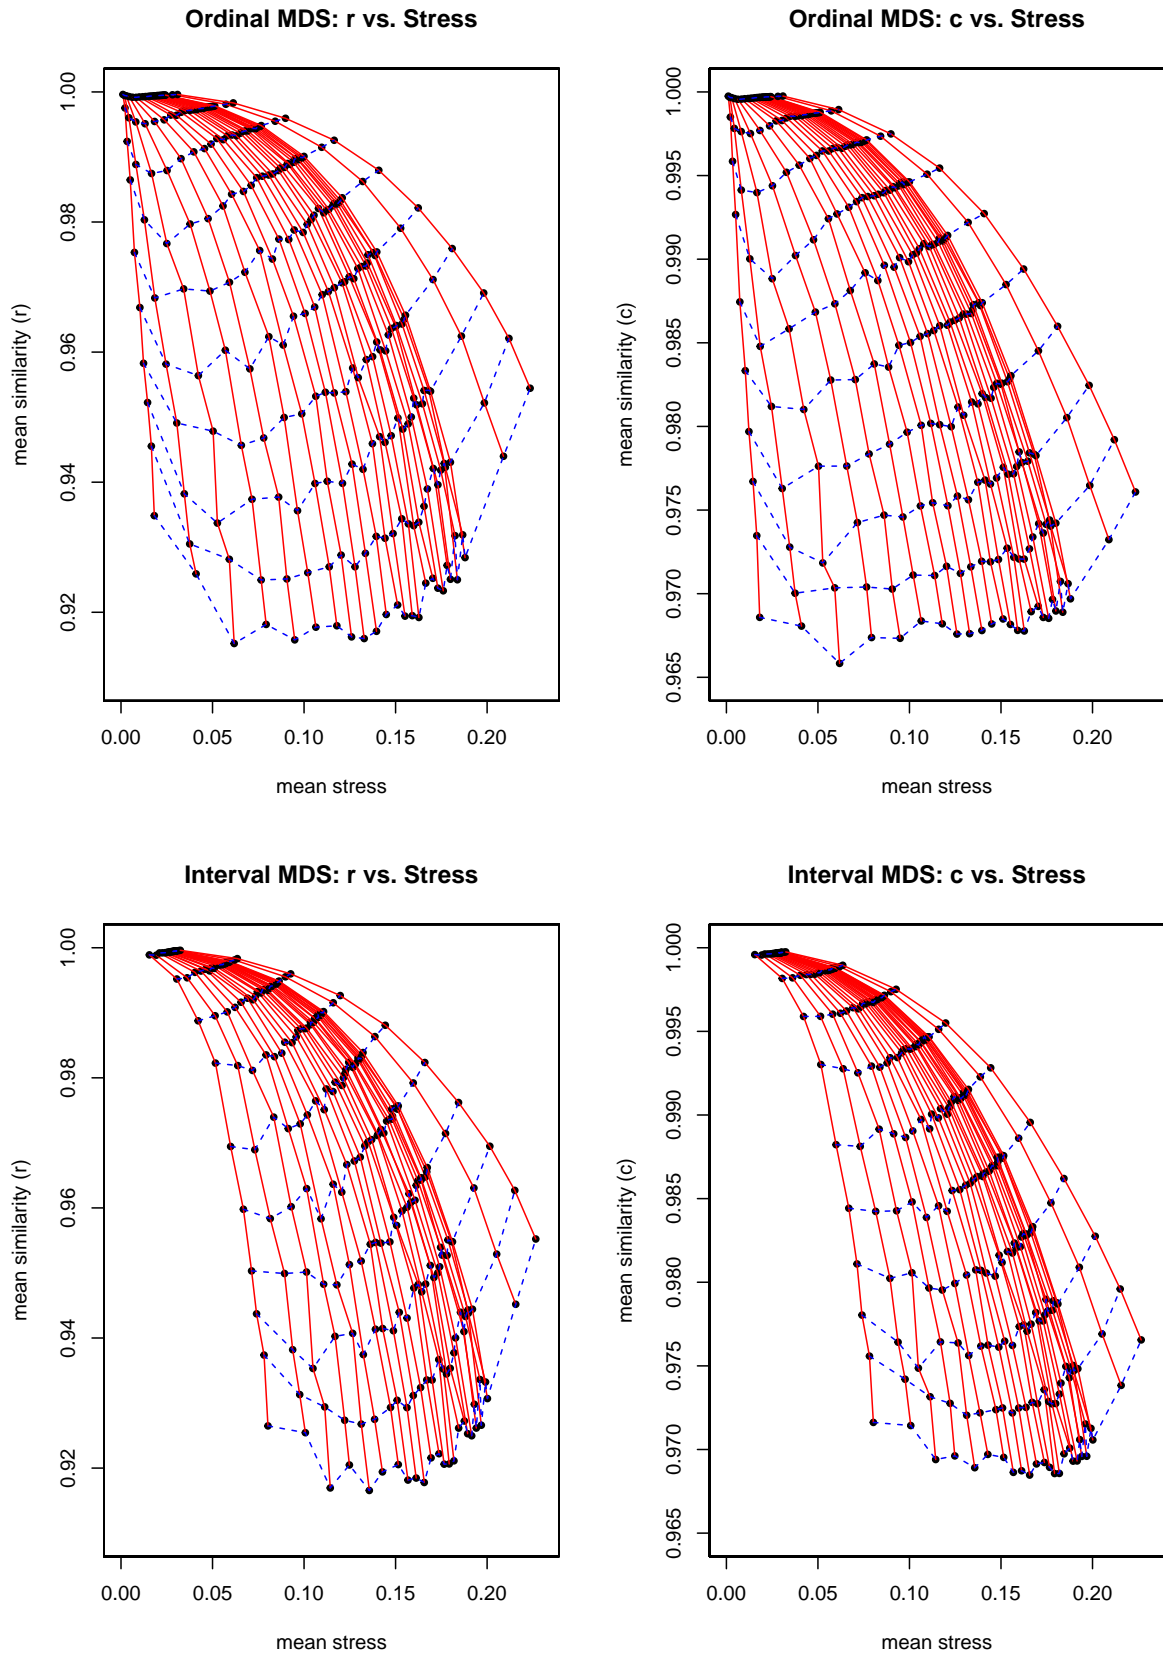 Ordinal MDS: r vs. Stress
mean similarity (r)
1.00
0.98
0.96
0.94
0.92
0.00 0.05 0.10 0.15 0.20
mean stress
Ordinal MDS: c vs. Stress
mean similarity (c)
1.000
0.995
0.990
0.985
0.980
0.975
0.970
0.965
0.00 0.05 0.10 0.15 0.20
mean stress
Interval MDS: r vs. Stress
mean similarity (r)
1.00
0.98
0.96
0.94
0.92
0.00 0.05 0.10 0.15 0.20
mean stress
Interval MDS: c vs. Stress
mean similarity (c)
1.000
0.995
0.990
0.985
0.980
0.975
0.970
0.965
0.00 0.05 0.10 0.15 0.20
mean stress